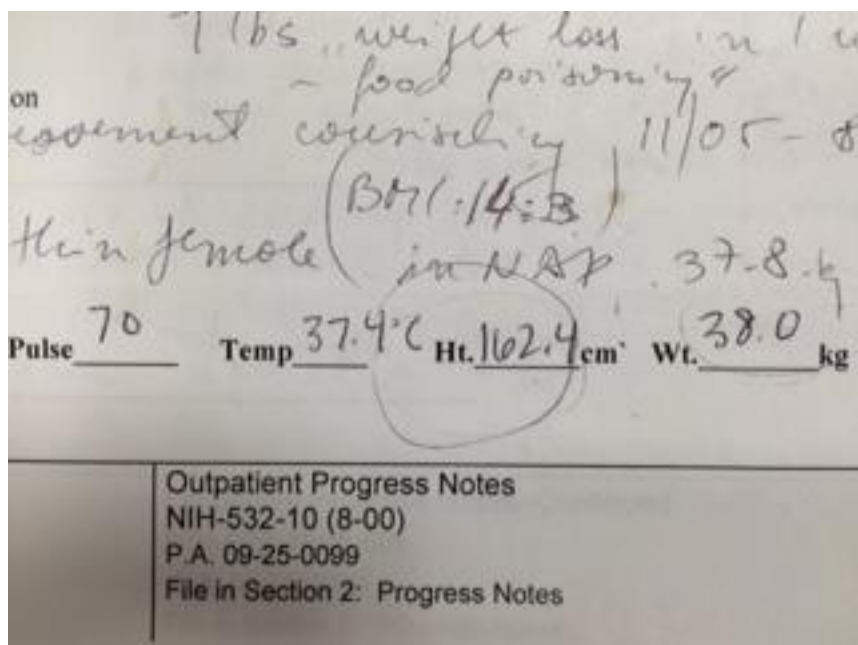 7 lbs weight loss in 1
~ food poisoning"
on
counselling 11/05 - 8
(BMI: 14.3)
thin female in NAD 37.8 kg
Pulse 70 Temp 37.4°C Ht. 162.4 cm Wt. 38.0 kg
Outpatient Progress Notes
NIH-532-10 (8-00)
P.A. 09-25-0099
File in Section 2: Progress Notes